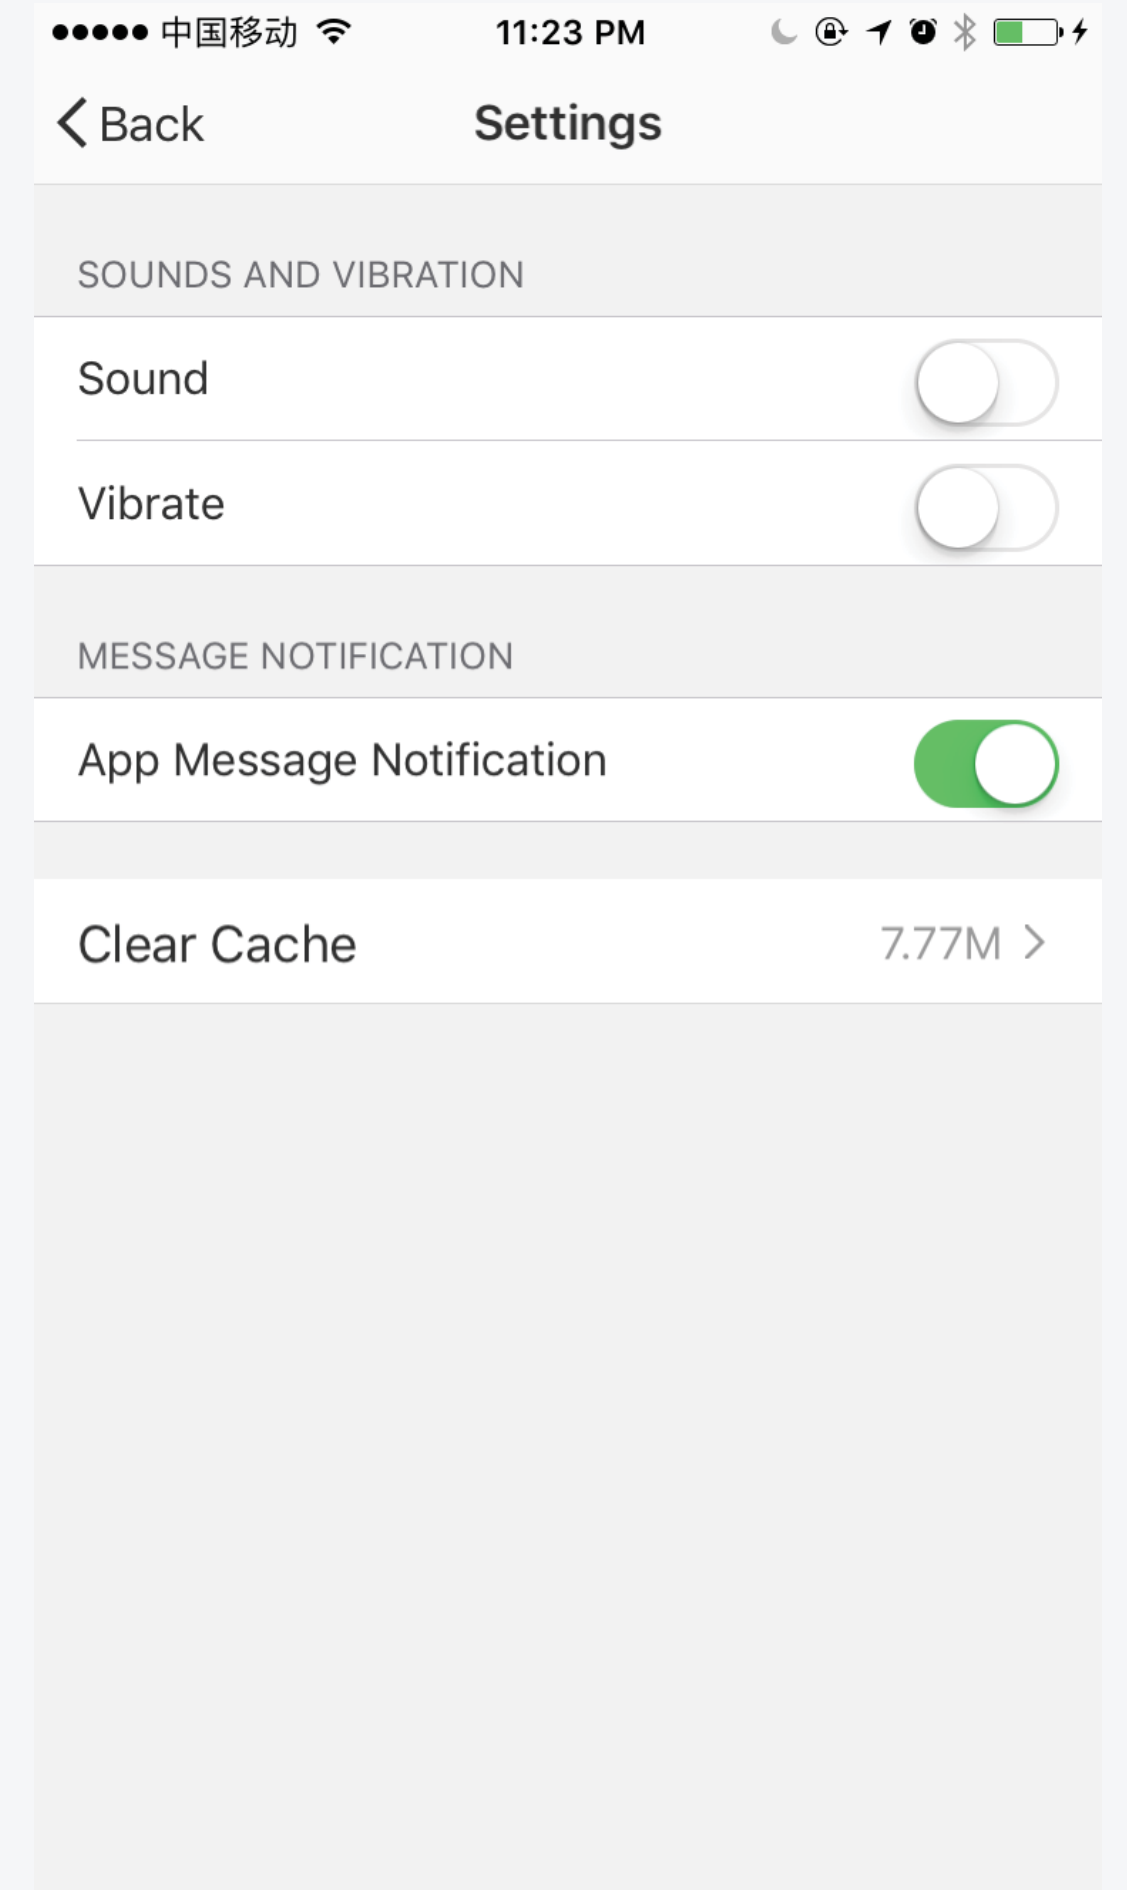 中国移动 11:23 PM
Back Settings
SOUNDS AND VIBRATION
Sound
Vibrate
MESSAGE NOTIFICATION
App Message Notification
Clear Cache 7.77M